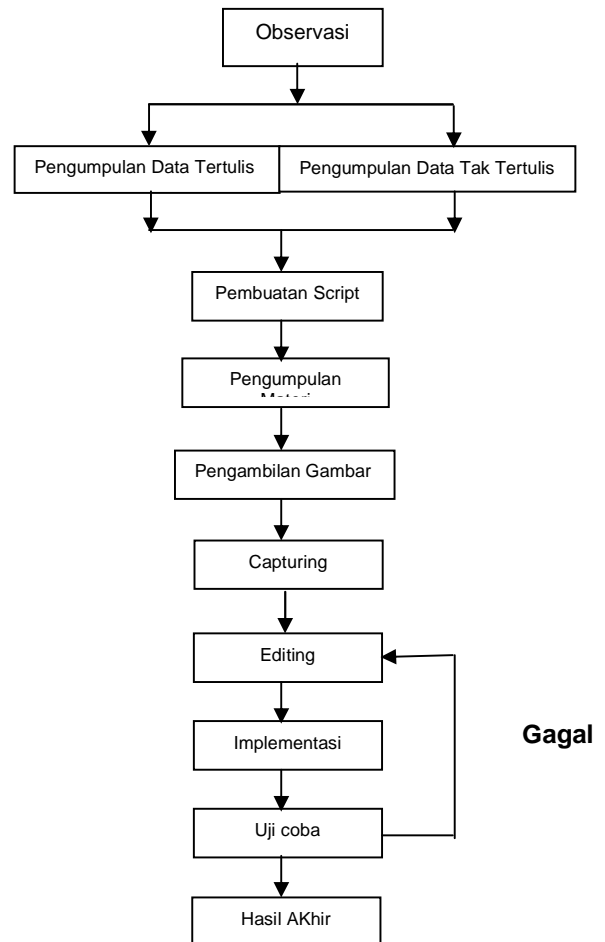 Observasi
Pengumpulan Data Tertulis
Pengumpulan Data Tak Tertulis
Pembuatan Script
Pengumpulan
Pengambilan Gambar
Capturing
Editing
Gagal
Implementasi
Uji coba
Hasil AKhir